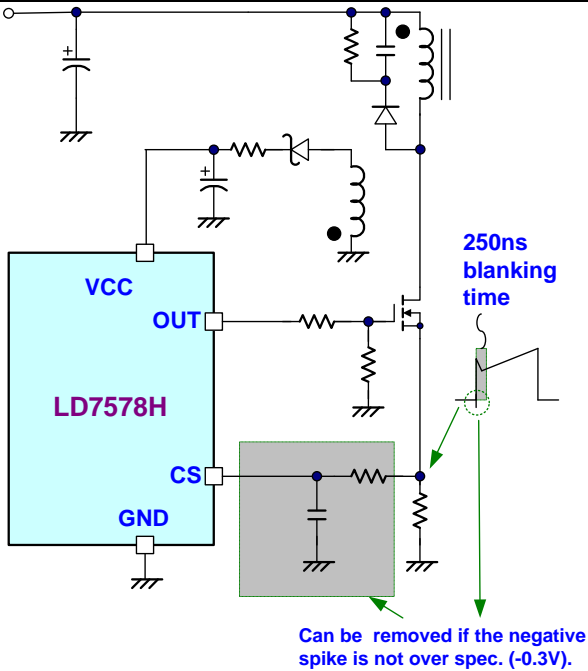 +
+
250ns
blanking
time
VCC
OUT
LD7578H
CS
GND
Can be removed if the negative
spike is not over spec. (-0.3V).